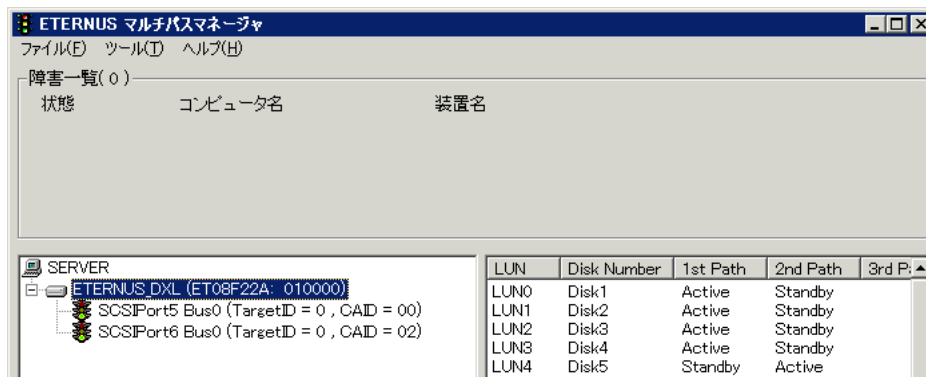 ETERNUS マルチパスマネージャ
ファイル(F) ツール(T) ヘルプ(H)
障害一覧( 0 )
状態 コンピュータ名 装置名
SERVER
ETERNUS_DXL (ET08F22A: 010000)
SCSIPort5 Bus0 (TargetID = 0 , CAID = 00)
SCSIPort6 Bus0 (TargetID = 0 , CAID = 02)
LUN Disk Number 1st Path 2nd Path 3rd P
LUN0 Disk1 Active Standby
LUN1 Disk2 Active Standby
LUN2 Disk3 Active Standby
LUN3 Disk4 Active Standby
LUN4 Disk5 Standby Active